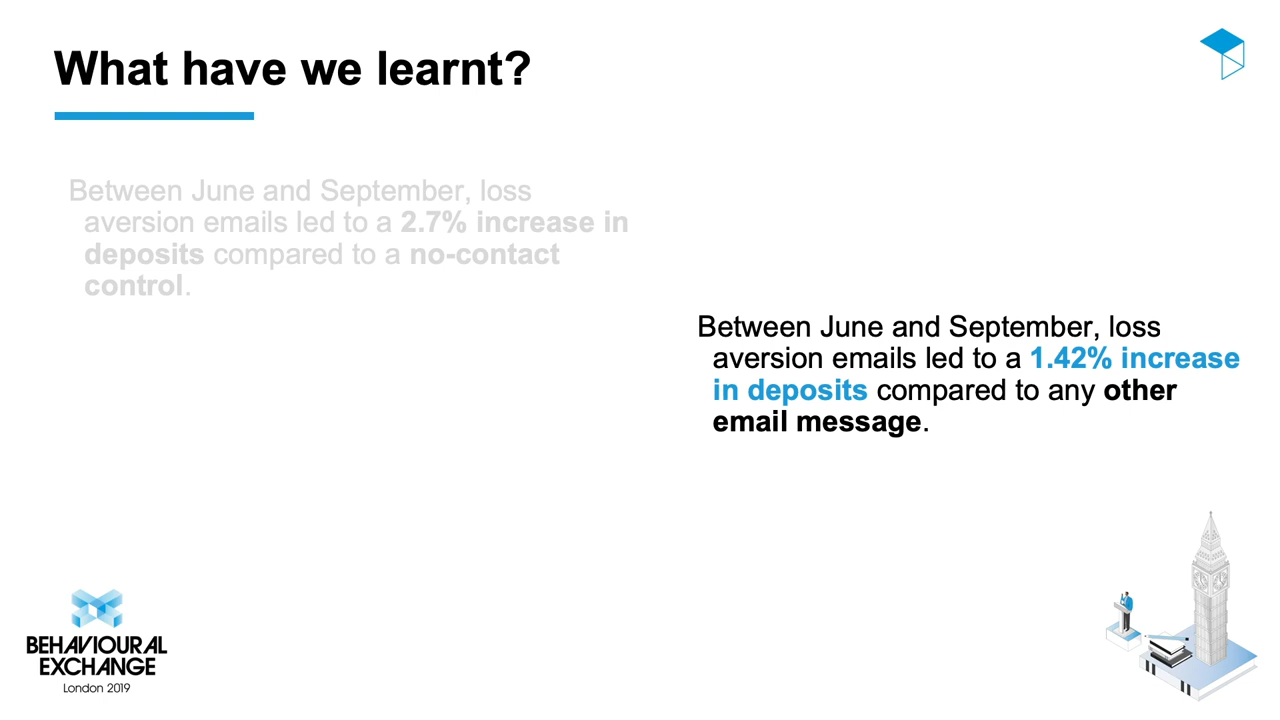 What have we learnt?
Between June and September, loss
aversion emails led to a 2.7% increase in
deposits compared to a no-contact
control.
Between June and September, loss
aversion emails led to a 1.42% increase
in deposits compared to any other
email message.
BEHAVIOURAL
EXCHANGE
London 2019